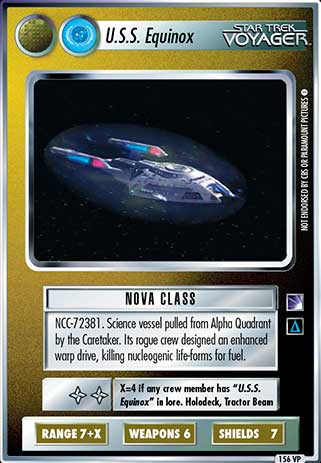 U.S.S. Equinox
STAR TREK
VOYAGER
NOT ENDORSED BY CBS OR PARAMOUNT PICTURES
NOVA CLASS
NCC-72381. Science vessel pulled from Alpha Quadrant
by the Caretaker. Its rogue crew designed an enhanced
warp drive, killing nucleogenic life-forms for fuel.
X=4 if any crew member has "U.S.S.
Equinox" in lore. Holodeck, Tractor Beam
RANGE 7+X WEAPONS 6 SHIELDS 7
156 VP